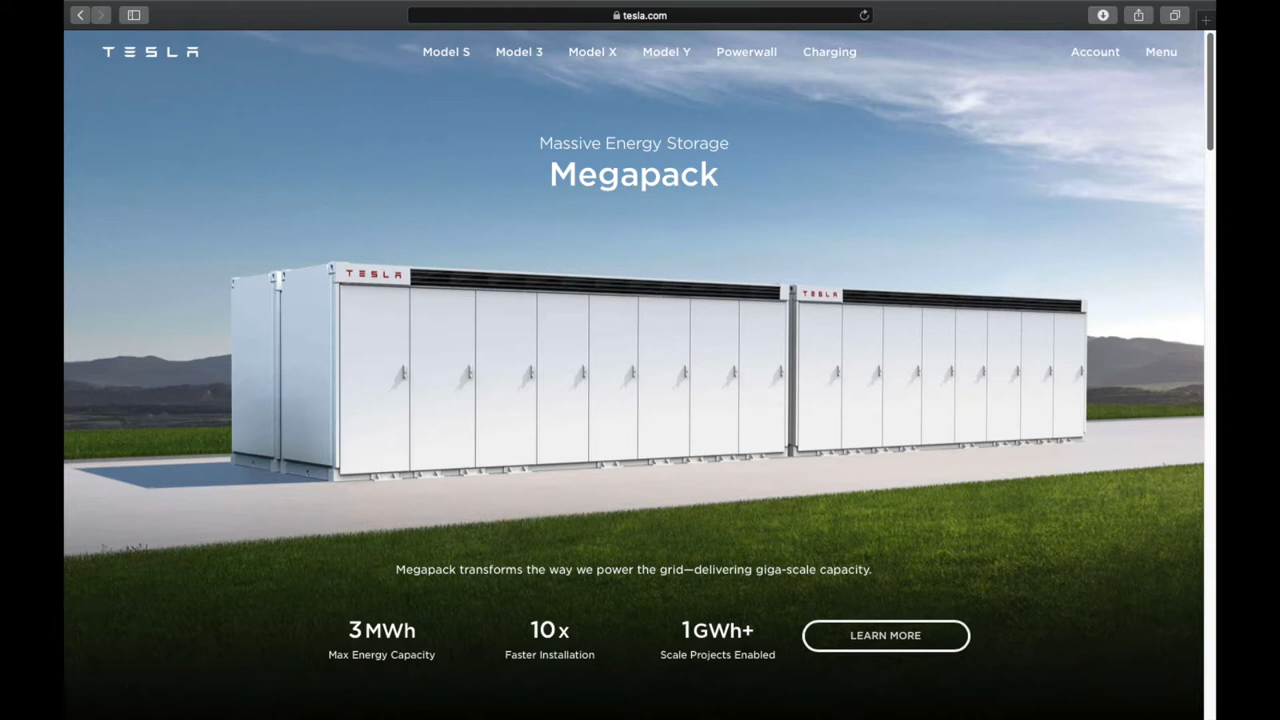 tesla.com
TESLA
Model S
Model 3
Model X
Model Y
Powerwall
Charging
Account
Menu
Massive Energy Storage
Megapack
TESLA
TESLA
Megapack transforms the way we power the grid—delivering giga-scale capacity.
3 MWh
Max Energy Capacity
10 x
Faster Installation
1 GWh+
Scale Projects Enabled
LEARN MORE